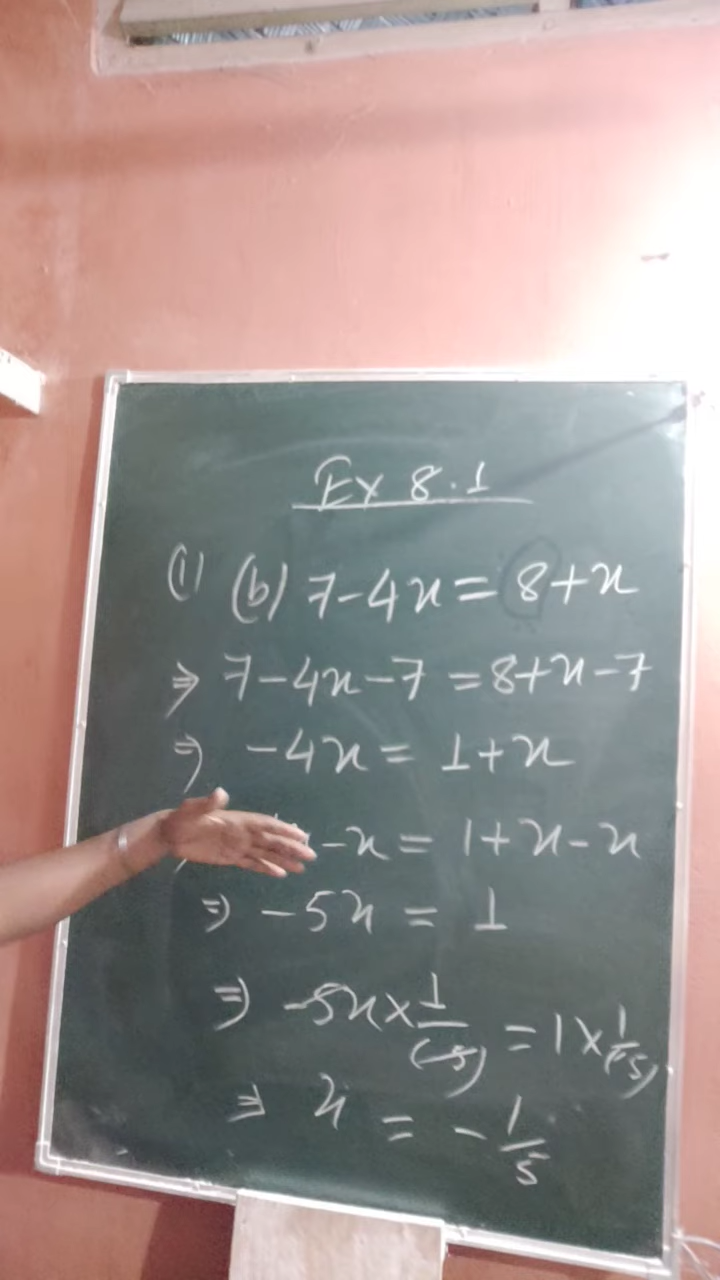 Ex 8.1
(1) (b) 7-4x = 8+x
⇒ 7-4x-7 = 8+x-7
⇒ -4x = 1+x
-x = 1+x-x
⇒ -5x = 1
⇒ -5x × 1/(-5) = 1 × 1/(-5)
⇒ x = -1/5